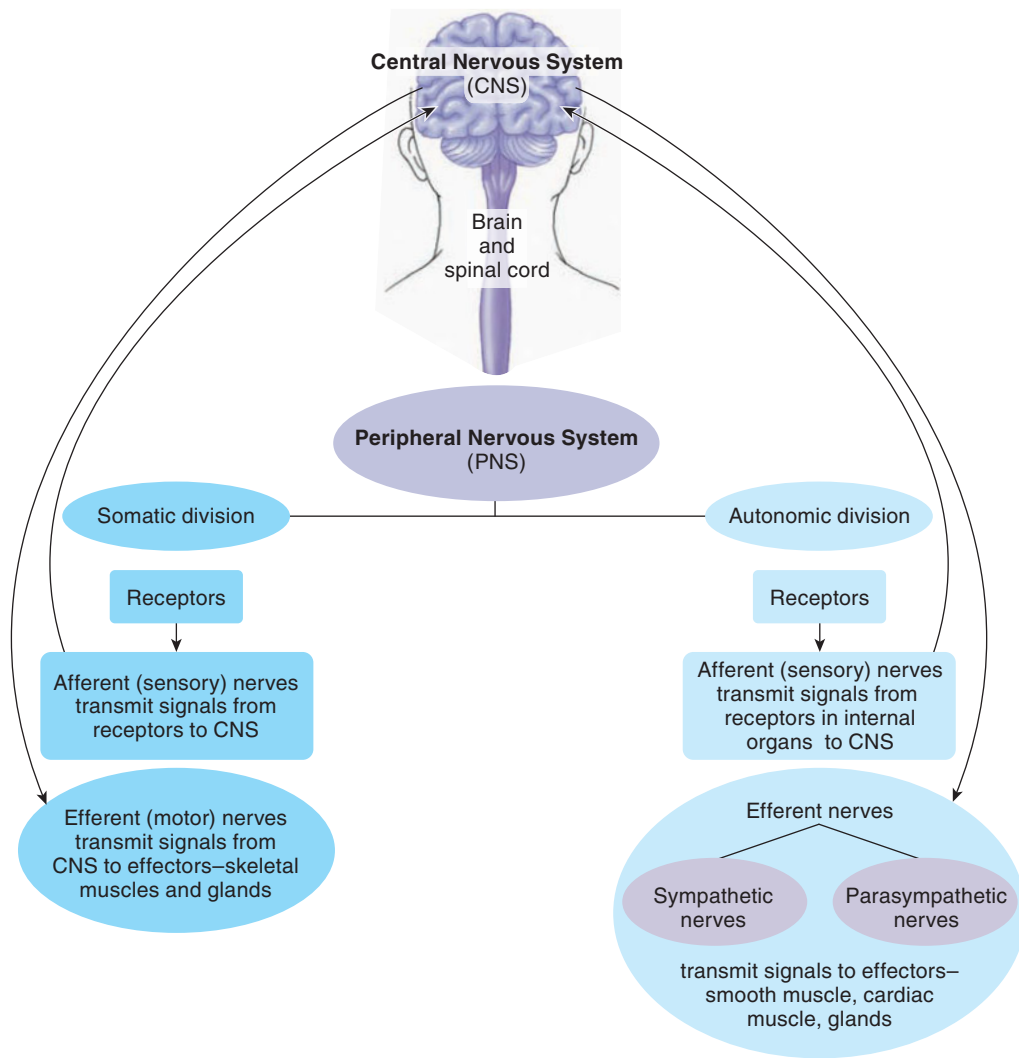 Central Nervous System
(CNS)
Brain
and
spinal cord
Peripheral Nervous System
(PNS)
Somatic division
Autonomic division
Receptors
Receptors
Afferent (sensory) nerves
transmit signals from
receptors to CNS
Afferent (sensory) nerves
transmit signals from
receptors in internal
organs to CNS
Efferent (motor) nerves
transmit signals from
CNS to effectors–skeletal
muscles and glands
Efferent nerves
Sympathetic
nerves
Parasympathetic
nerves
transmit signals to effectors–
smooth muscle, cardiac
muscle, glands